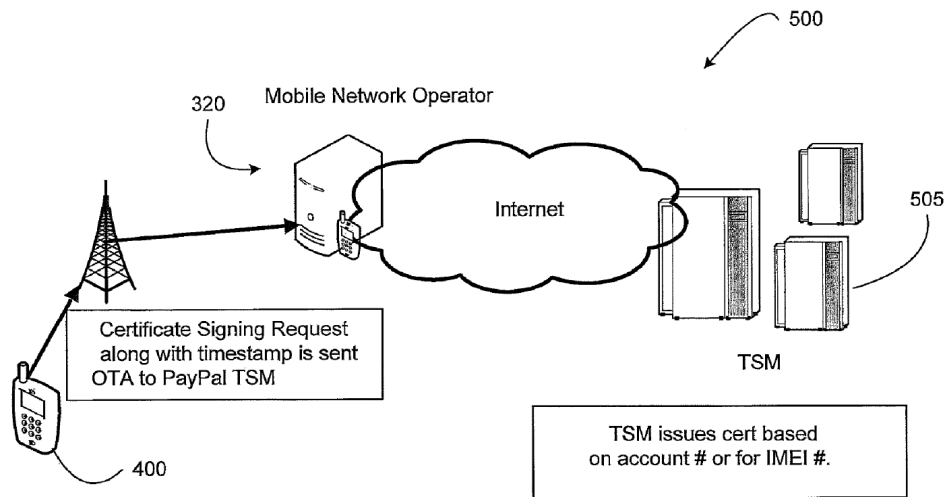 500
Mobile Network Operator
320
Internet
505
Certificate Signing Request
along with timestamp is sent
OTA to PayPal TSM
TSM
400
TSM issues cert based
on account # or for IMEI #.